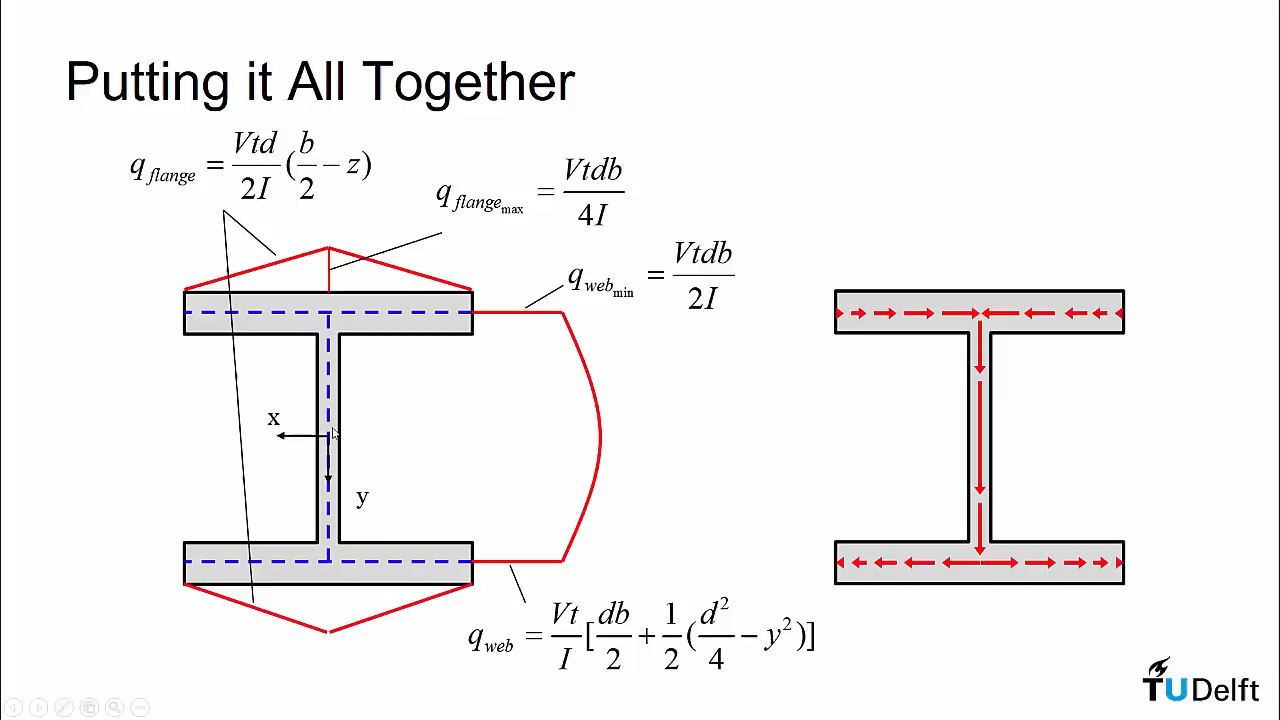 Putting it All Together
q_flange = Vtd/2I (b/2 − z)
q_flange_max = Vtdb/4I
q_web_min = Vtdb/2I
x
y
q_web = Vt/I [db/2 + 1/2 (d²/4 − y²)]
TUDelft